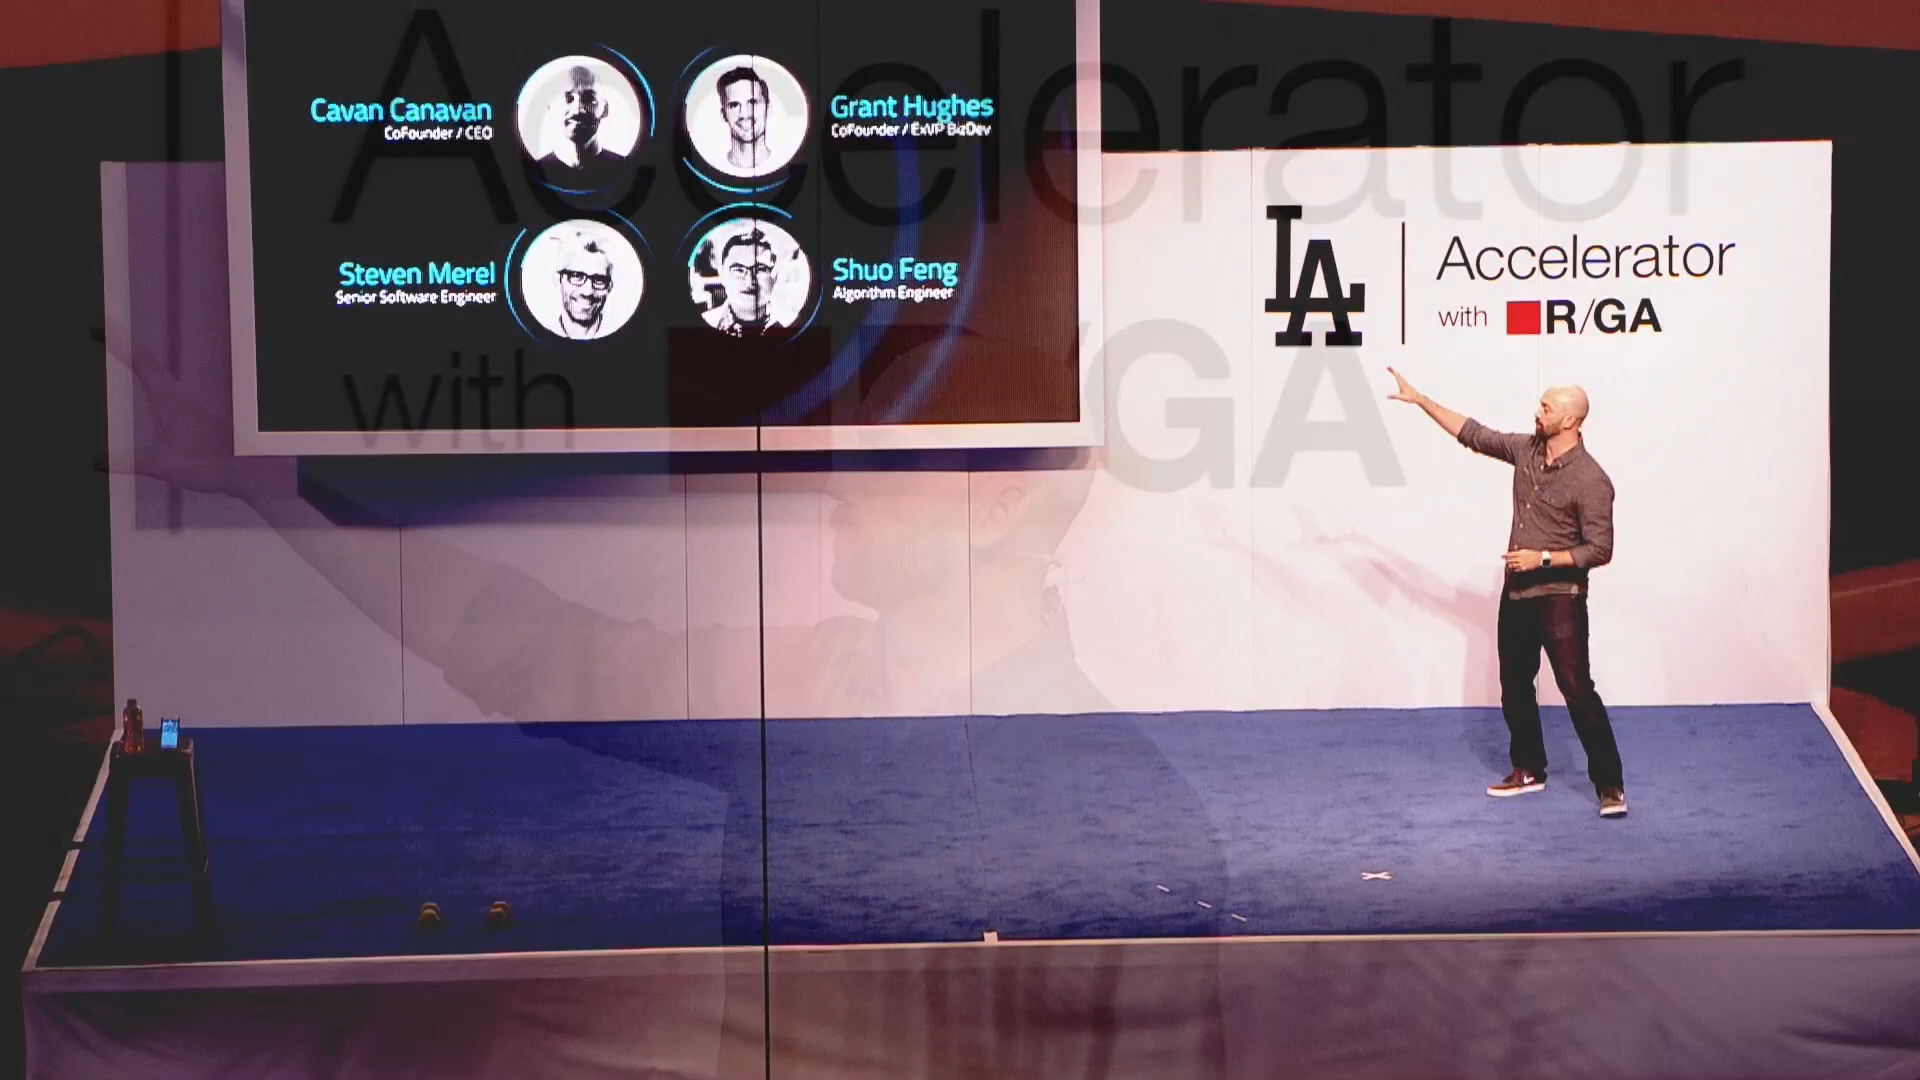 Cavan Canavan
CoFounder / CEO
Grant Hughes
CoFounder / ExVP BizDev
Steven Merel
Senior Software Engineer
Shuo Feng
Algorithm Engineer
LA
Accelerator
with R/GA
Accelerator
with GA